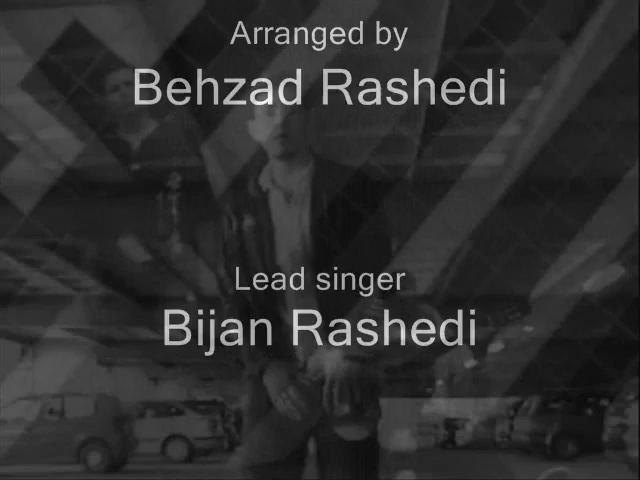 Arranged by
Behzad Rashedi
Lead singer
Bijan Rashedi